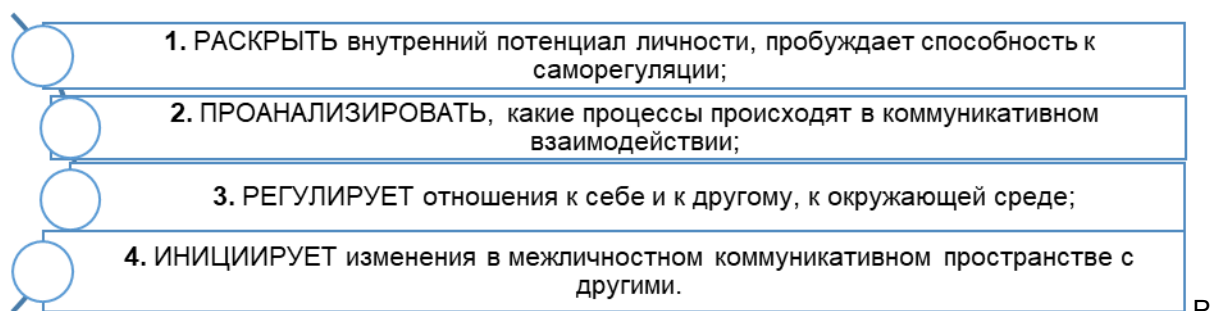 1. РАСКРЫТЬ внутренний потенциал личности, пробуждает способность к
саморегуляции;
2. ПРОАНАЛИЗИРОВАТЬ, какие процессы происходят в коммуникативном
взаимодействии;
3. РЕГУЛИРУЕТ отношения к себе и к другому, к окружающей среде;
4. ИНИЦИИРУЕТ изменения в межличностном коммуникативном пространстве с
другими.